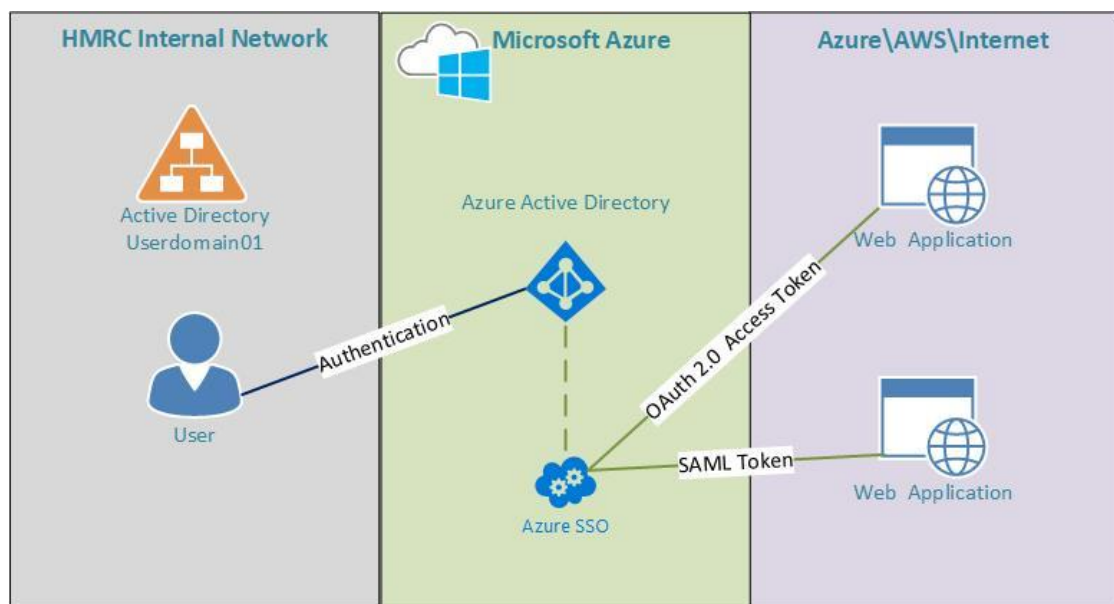 HMRC Internal Network
Microsoft Azure
Azure\AWS\Internet
Active Directory
Userdomain01
User
Authentication
Azure Active Directory
Azure SSO
OAuth 2.0 Access Token
SAML Token
Web Application
Web Application